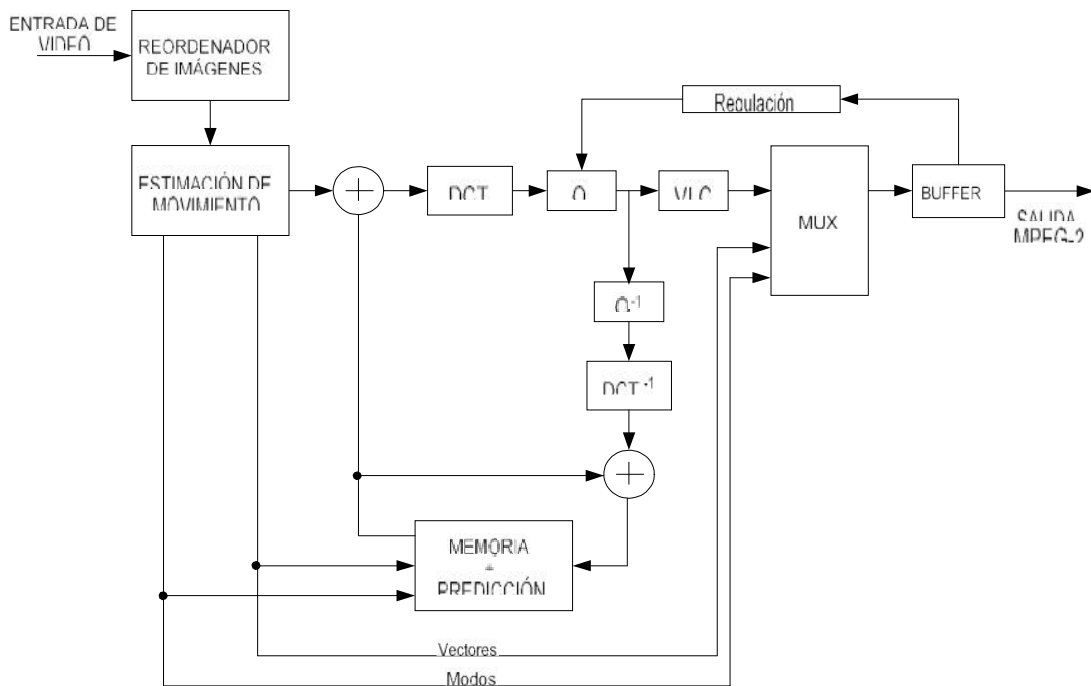 ENTRADA DE
VIDEO
REORDENADOR
DE IMÁGENES
Regulación
ESTIMACIÓN DE
MOVIMIENTO
DCT
Q
VLC
MUX
BUFFER
SALIDA
MPEG-2
Q-1
DCT-1
MEMORIA
+
PREDICCIÓN
Vectores
Modos